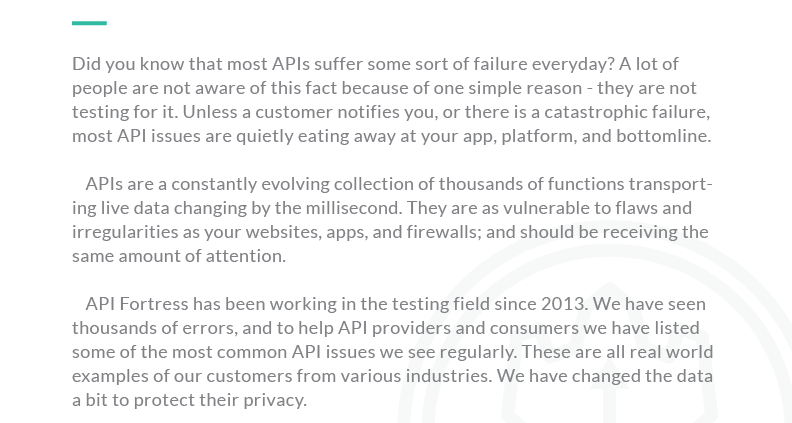 Did you know that most APIs suffer some sort of failure everyday? A lot of
people are not aware of this fact because of one simple reason - they are not
testing for it. Unless a customer notifies you, or there is a catastrophic failure,
most API issues are quietly eating away at your app, platform, and bottomline.
APIs are a constantly evolving collection of thousands of functions transport-
ing live data changing by the millisecond. They are as vulnerable to flaws and
irregularities as your websites, apps, and firewalls; and should be receiving the
same amount of attention.
API Fortress has been working in the testing field since 2013. We have seen
thousands of errors, and to help API providers and consumers we have listed
some of the most common API issues we see regularly. These are all real world
examples of our customers from various industries. We have changed the data
a bit to protect their privacy.